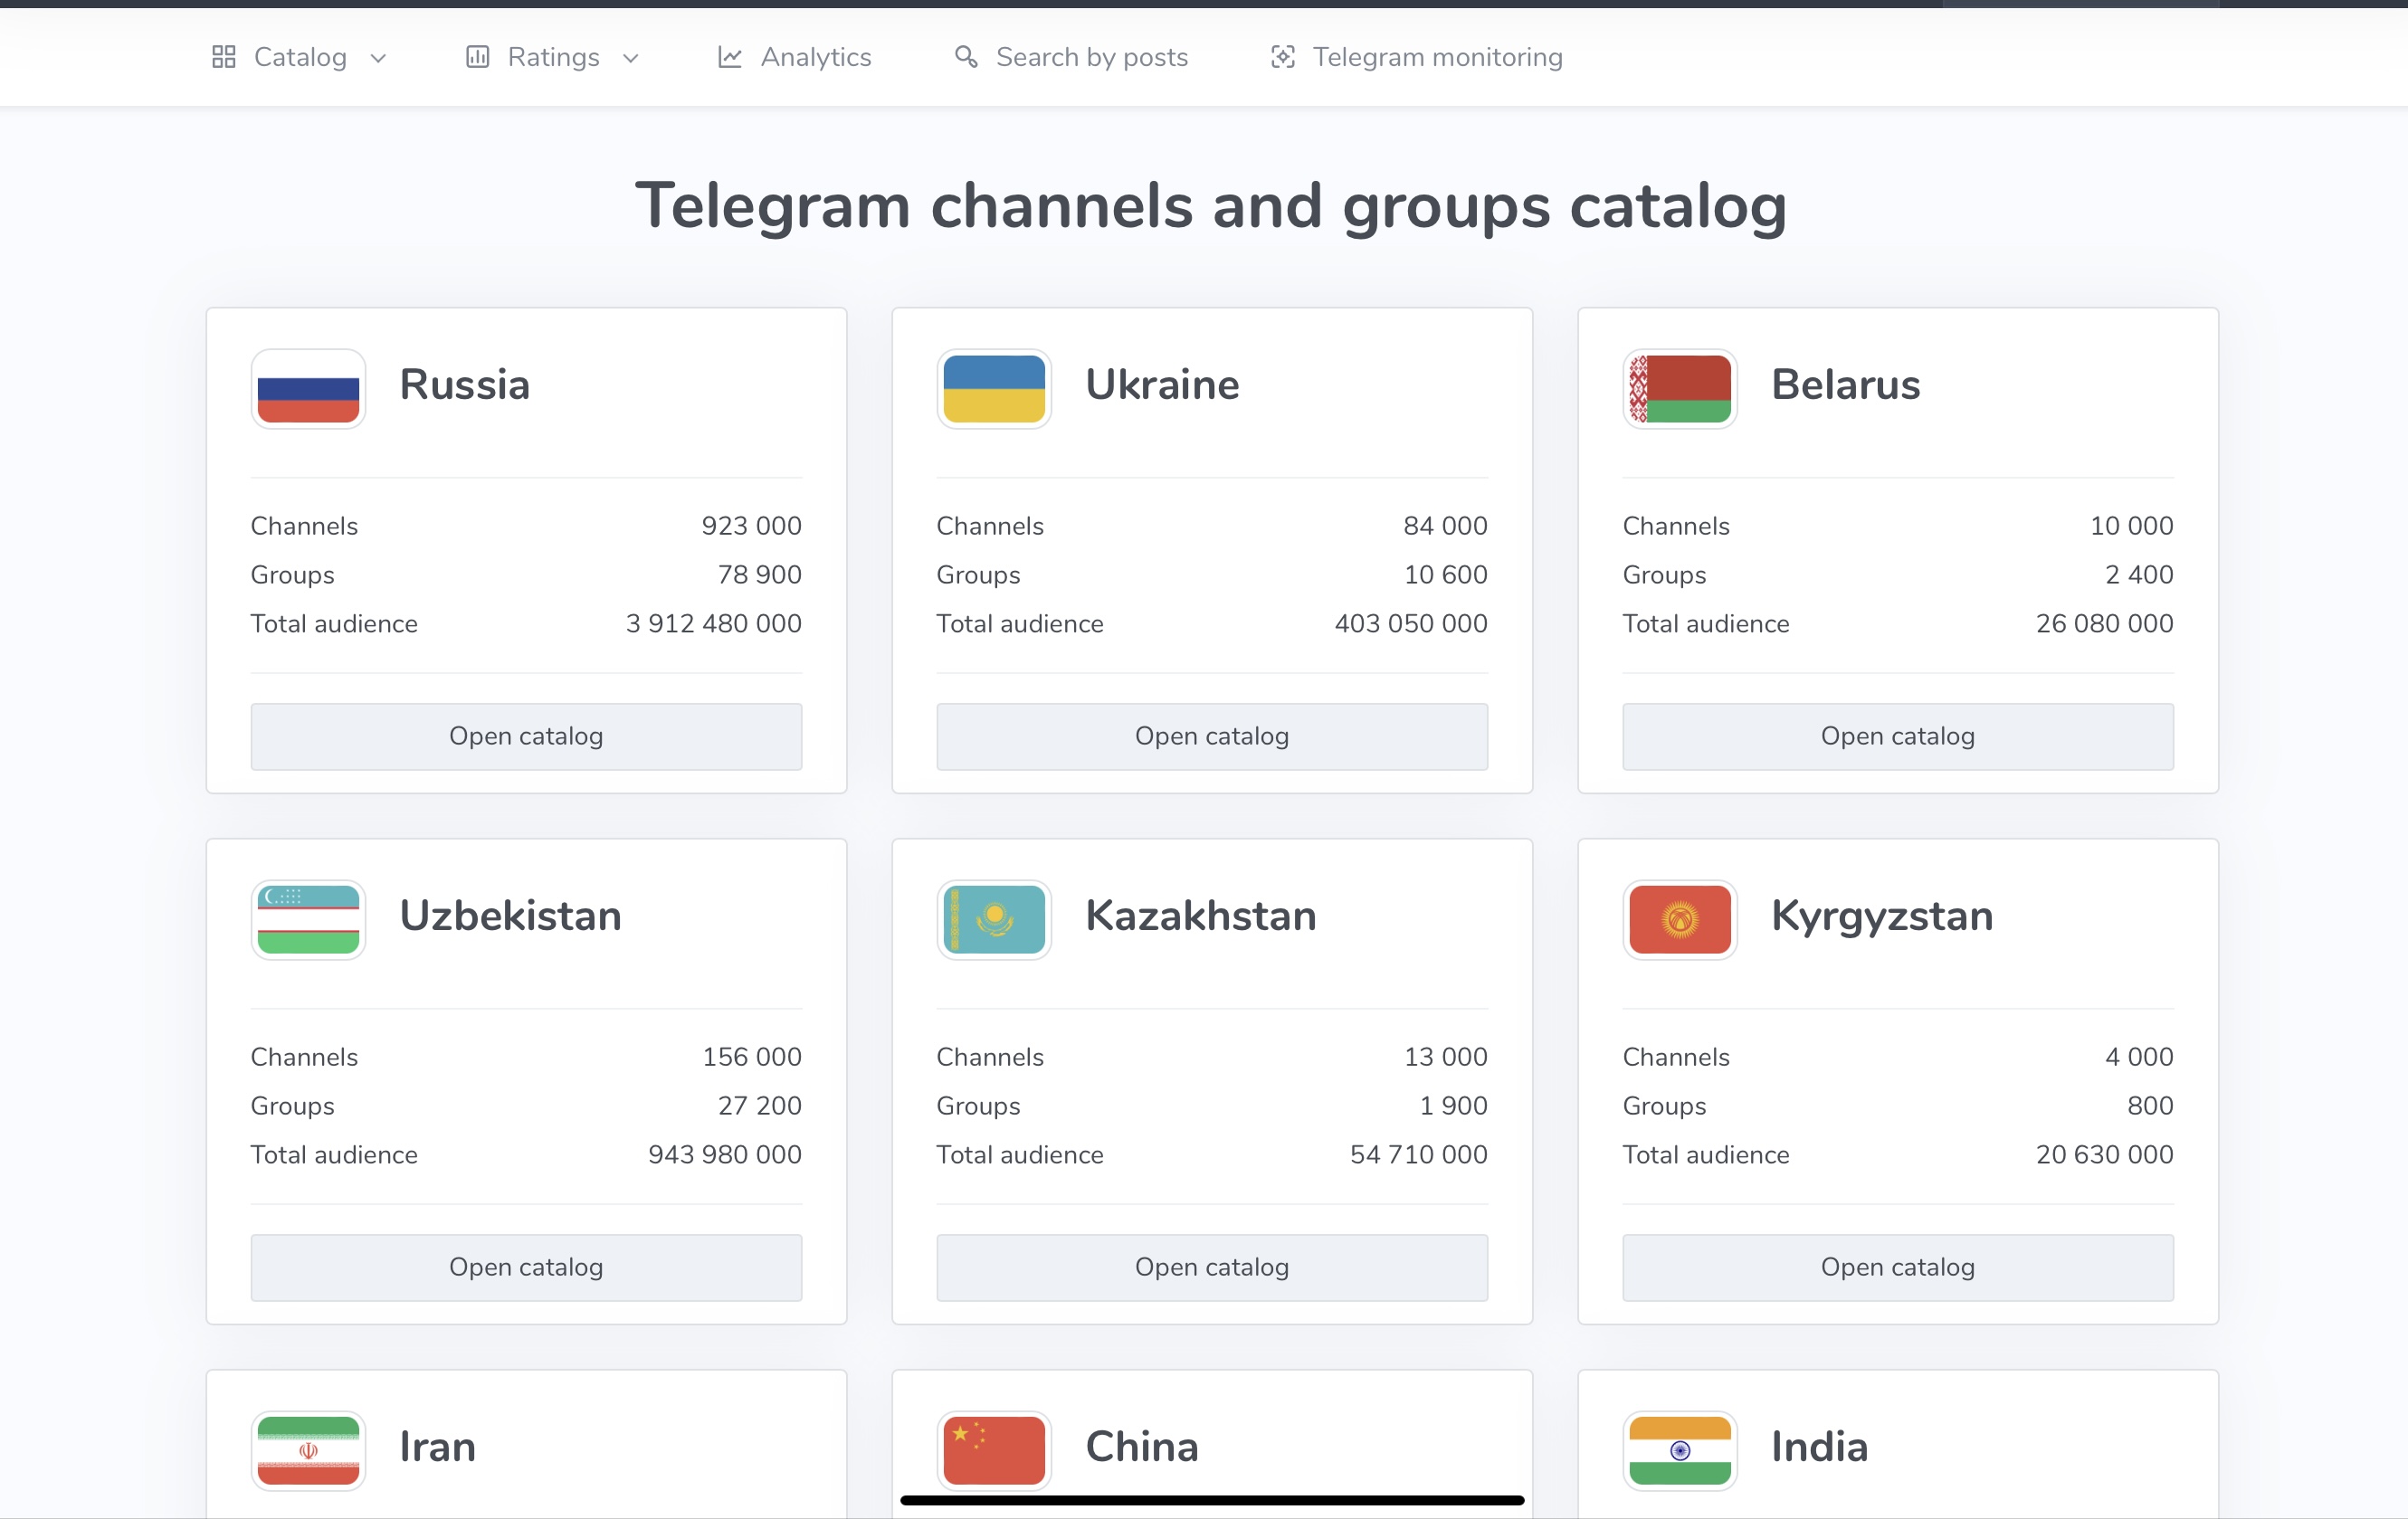 Catalog Ratings Analytics Search by posts Telegram monitoring
Telegram channels and groups catalog
Russia
Channels 923 000
Groups 78 900
Total audience 3 912 480 000
Open catalog
Ukraine
Channels 84 000
Groups 10 600
Total audience 403 050 000
Open catalog
Belarus
Channels 10 000
Groups 2 400
Total audience 26 080 000
Open catalog
Uzbekistan
Channels 156 000
Groups 27 200
Total audience 943 980 000
Open catalog
Kazakhstan
Channels 13 000
Groups 1 900
Total audience 54 710 000
Open catalog
Kyrgyzstan
Channels 4 000
Groups 800
Total audience 20 630 000
Open catalog
Iran
China
India